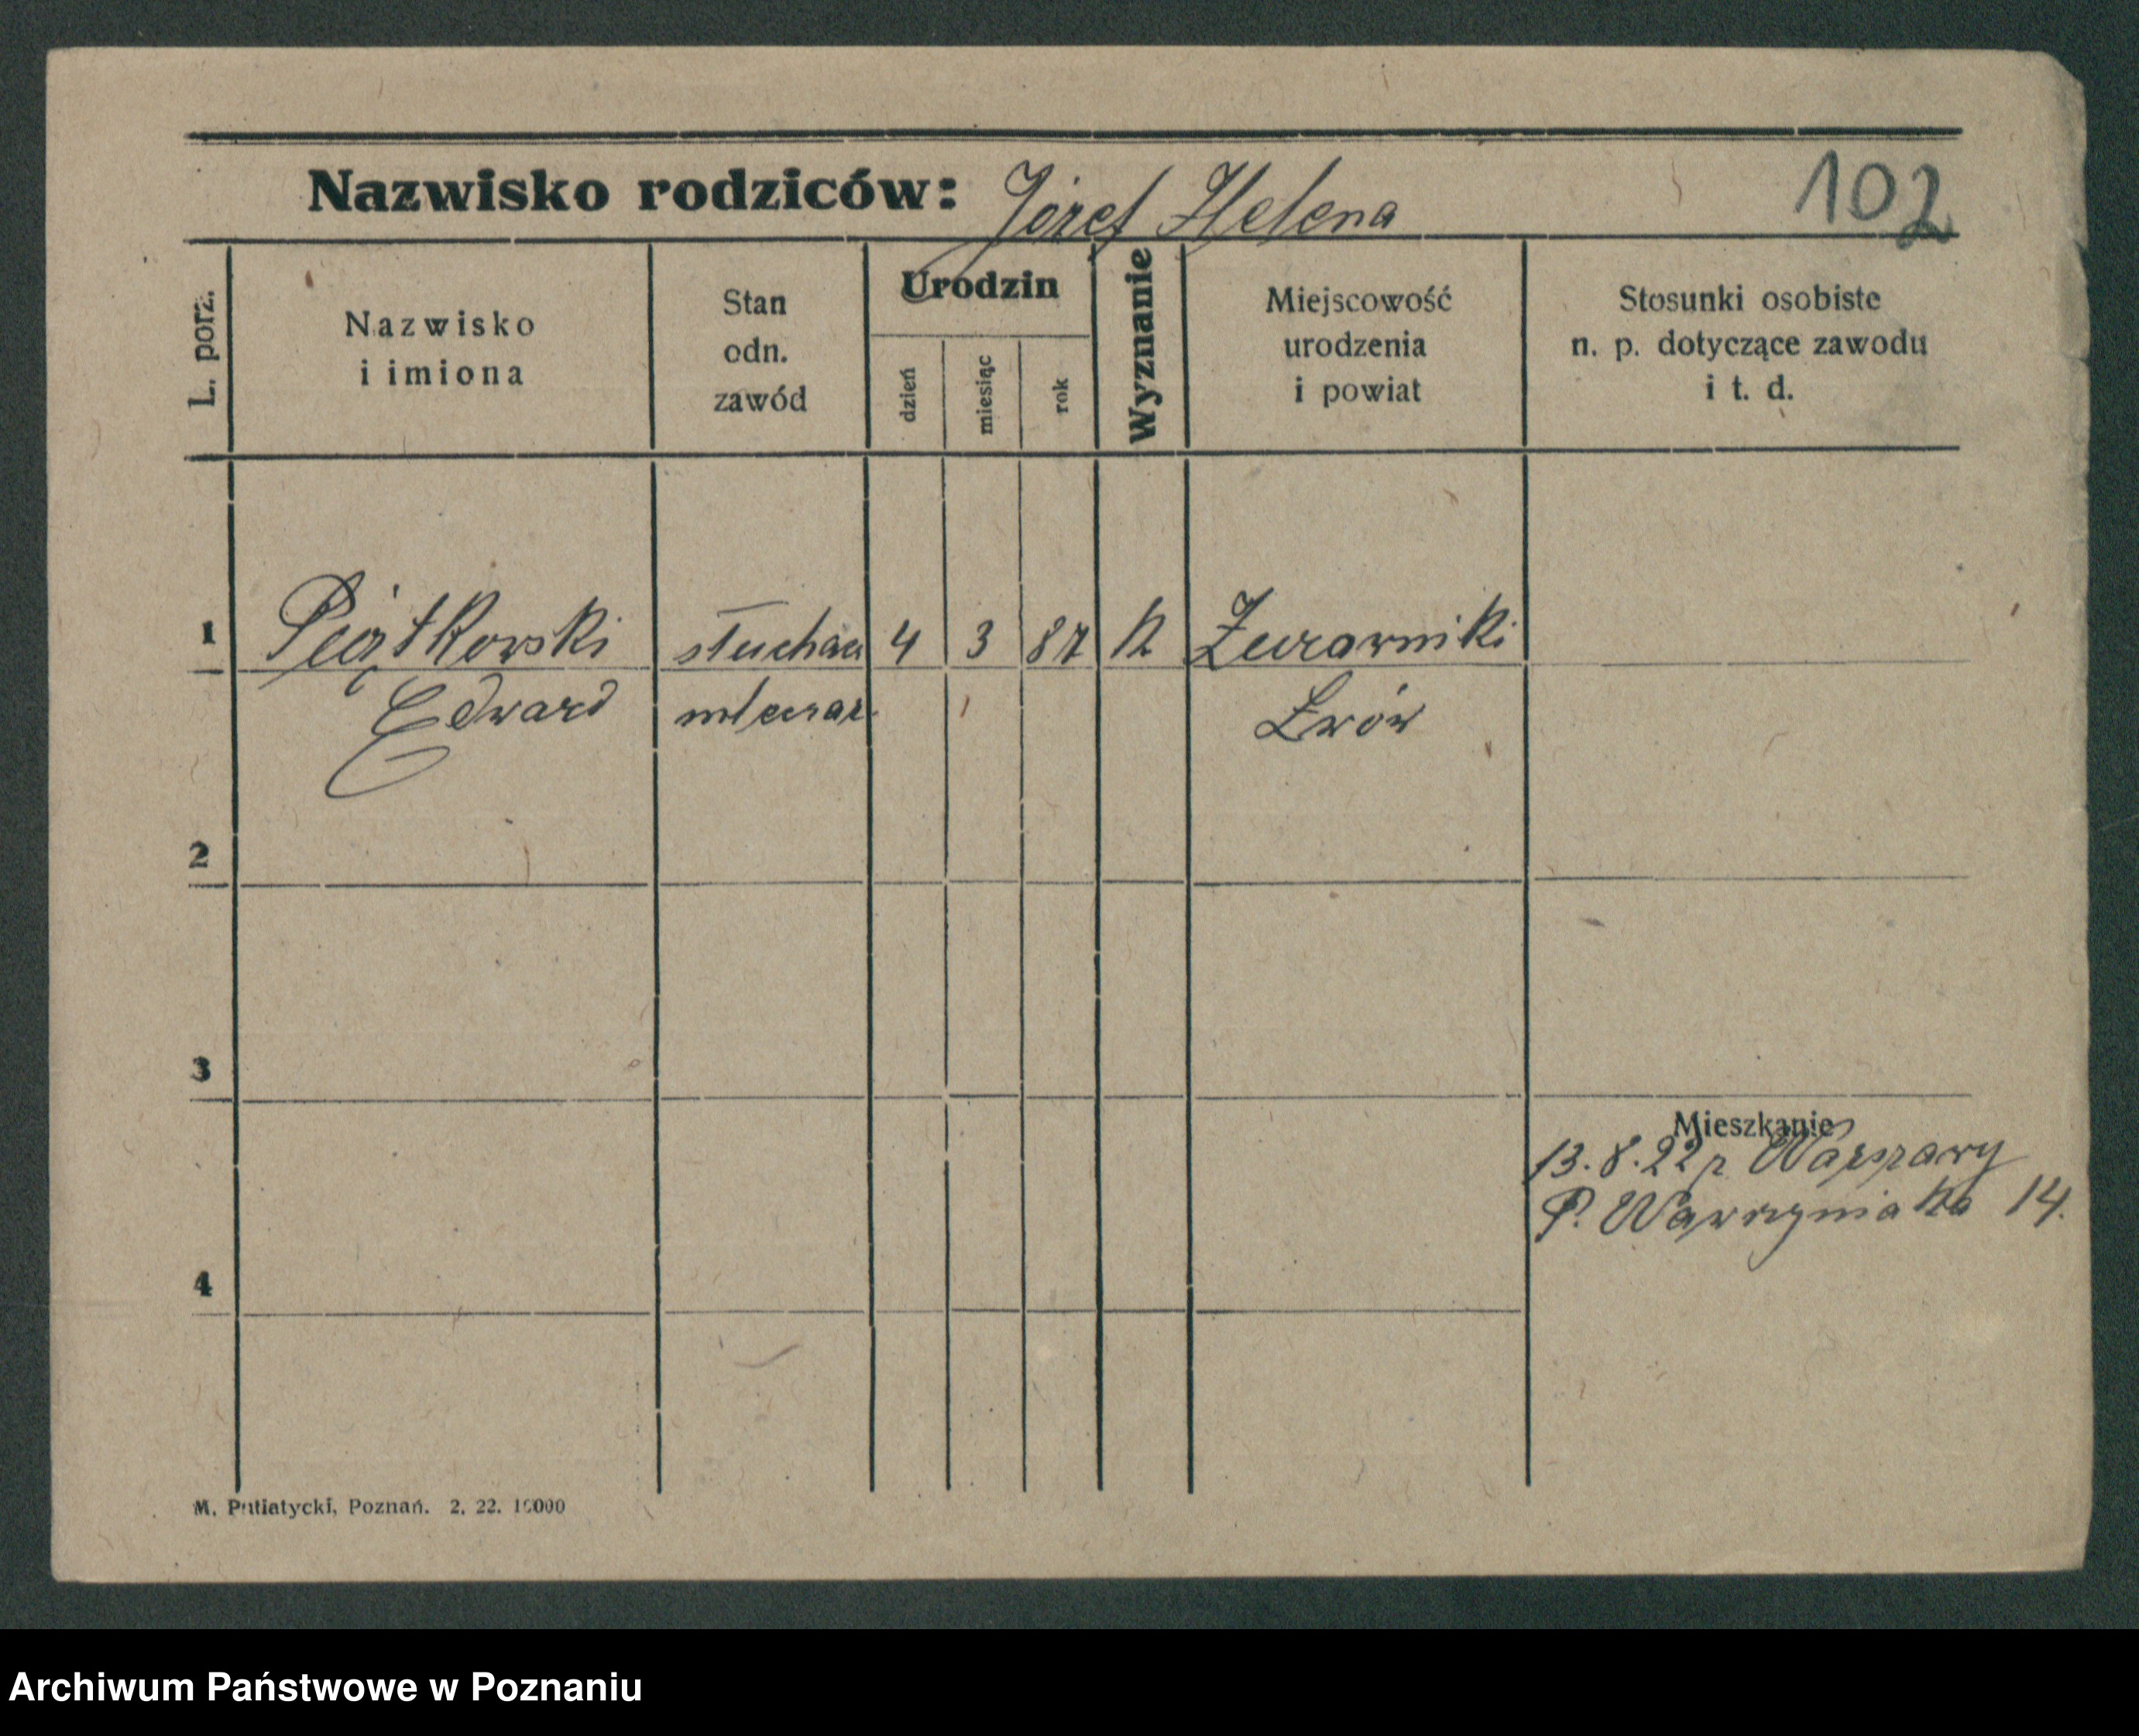 Nazwisko rodziców: Józef Helena 102
L. porz.
Nazwisko
i imiona
Stan
odn.
zawód
Urodzin
dzień
miesiąc
rok
Wyznanie
Miejscowość
urodzenia
i powiat
Stosunki osobiste
n. p. dotyczące zawodu
i t. d.
1 Piątkowski słuchacz 4 3 87 k Żurawniki
Edward mleczar. Lwów
2
3
Mieszkanie
13.8.22 z Warszawy
P. Wawrzyniaka 14.
4
M. Putiatycki, Poznań. 2. 22. 10000
Archiwum Państwowe w Poznaniu